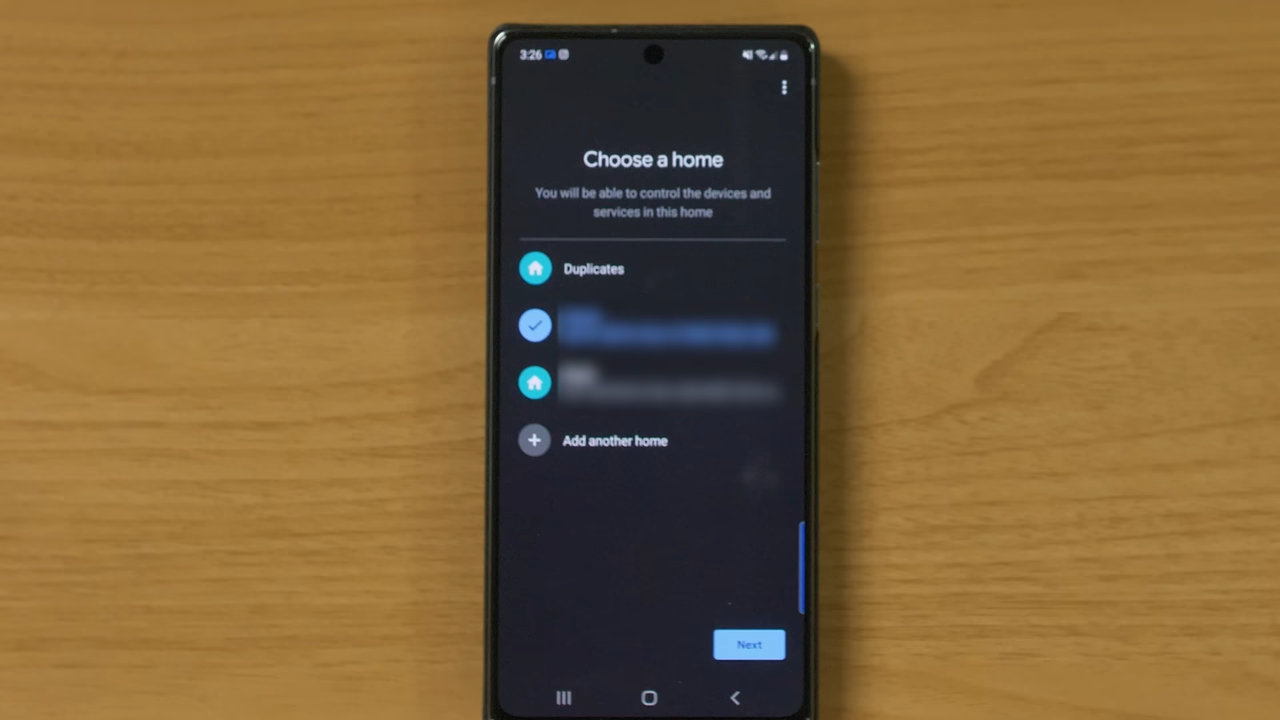 3:26
Choose a home
You will be able to control the devices and
services in this home
Duplicates
Add another home
Next